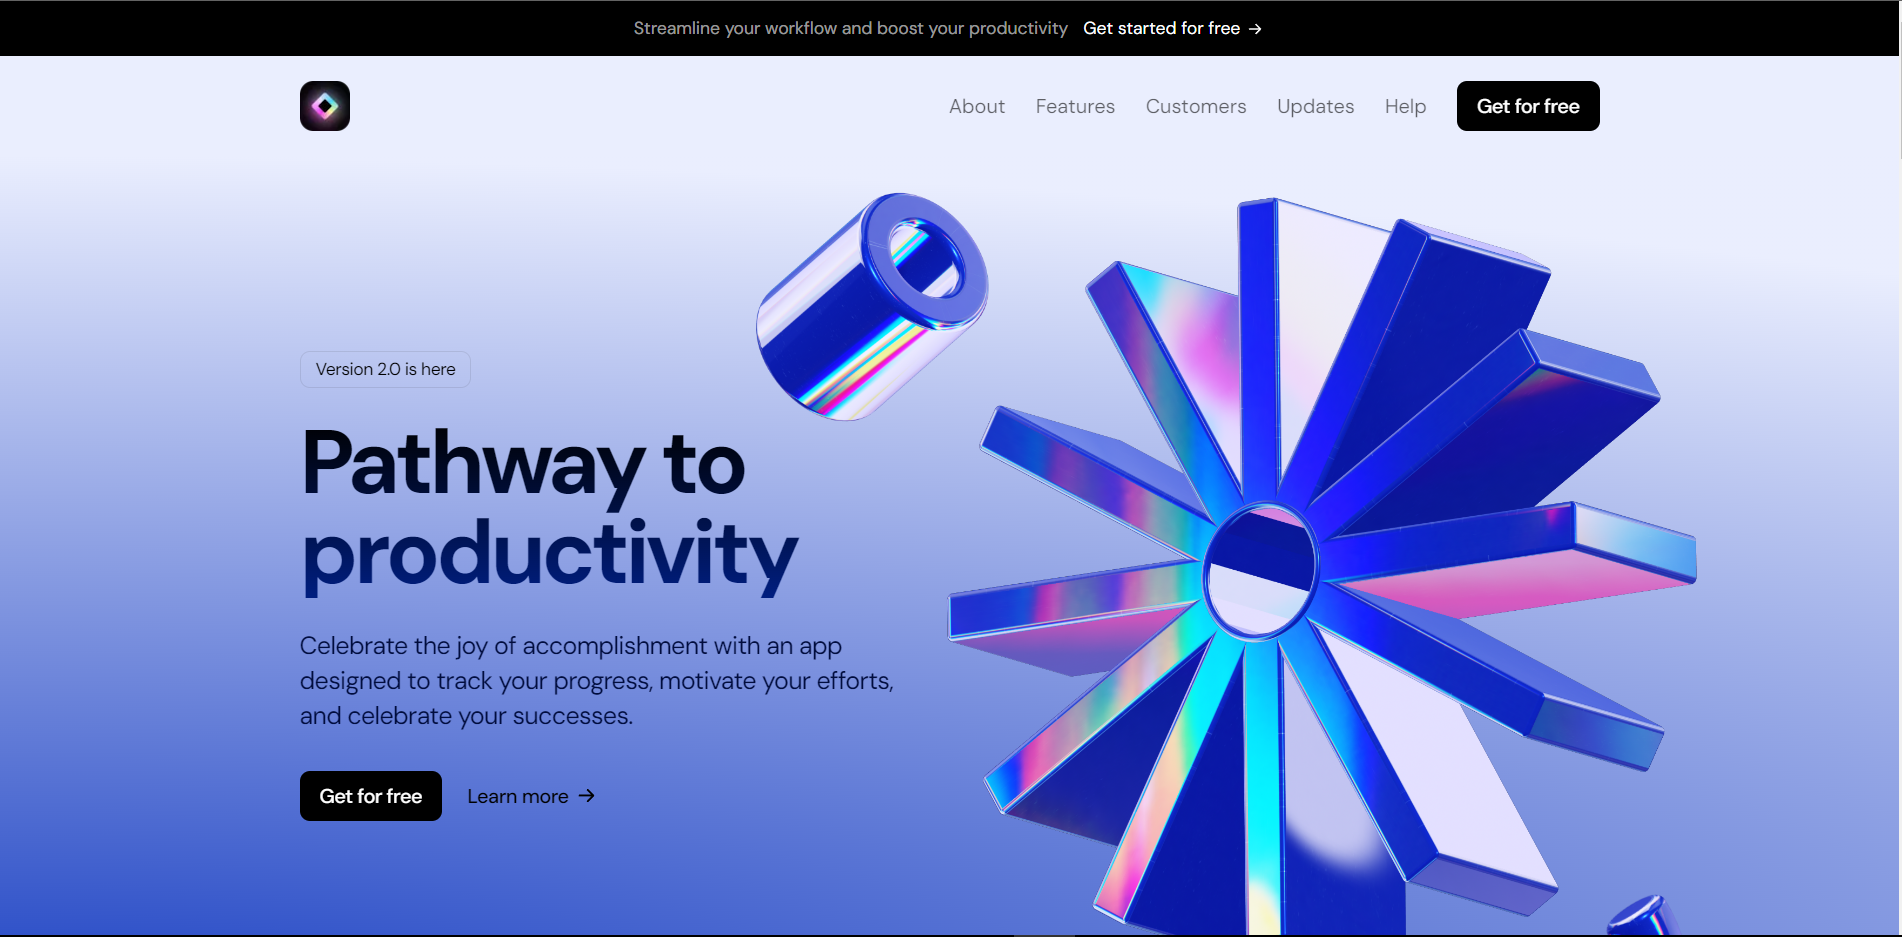 Streamline your workflow and boost your productivity Get started for free →
About Features Customers Updates Help Get for free
Version 2.0 is here
Pathway to
productivity
Celebrate the joy of accomplishment with an app
designed to track your progress, motivate your efforts,
and celebrate your successes.
Get for free Learn more →